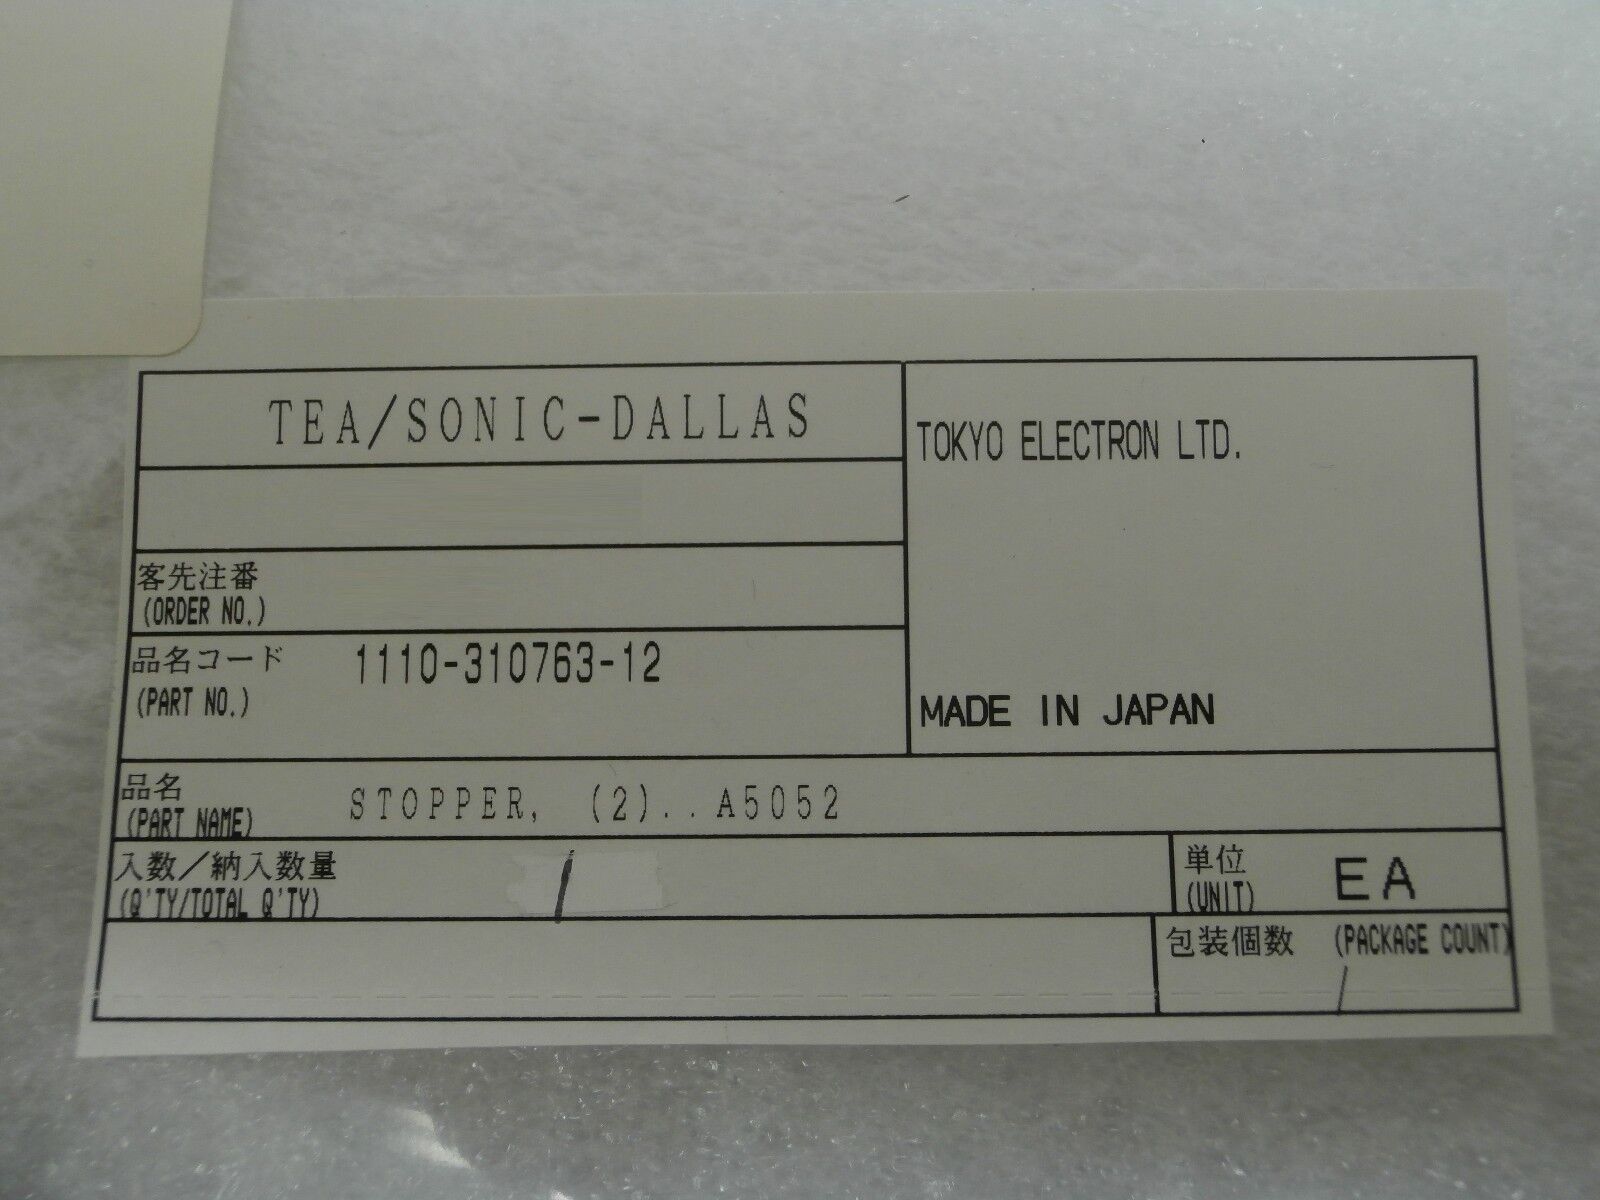 TEA/SONIC-DALLAS
TOKYO ELECTRON LTD.
客先注番
(ORDER NO.)
品名コード 1110-310763-12
(PART NO.)
MADE IN JAPAN
品名
(PART NAME) STOPPER, (2)..A5052
入数/納入数量 1
(Q'TY/TOTAL Q'TY)
単位
(UNIT) EA
包装個数 (PACKAGE COUNT)
/